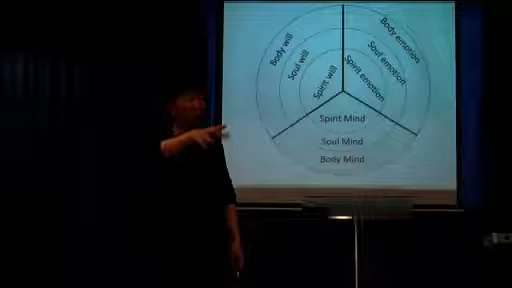 Body will
Soul will
Spirit will
Body emotion
Soul emotion
Spirit emotion
Spirit Mind
Soul Mind
Body Mind